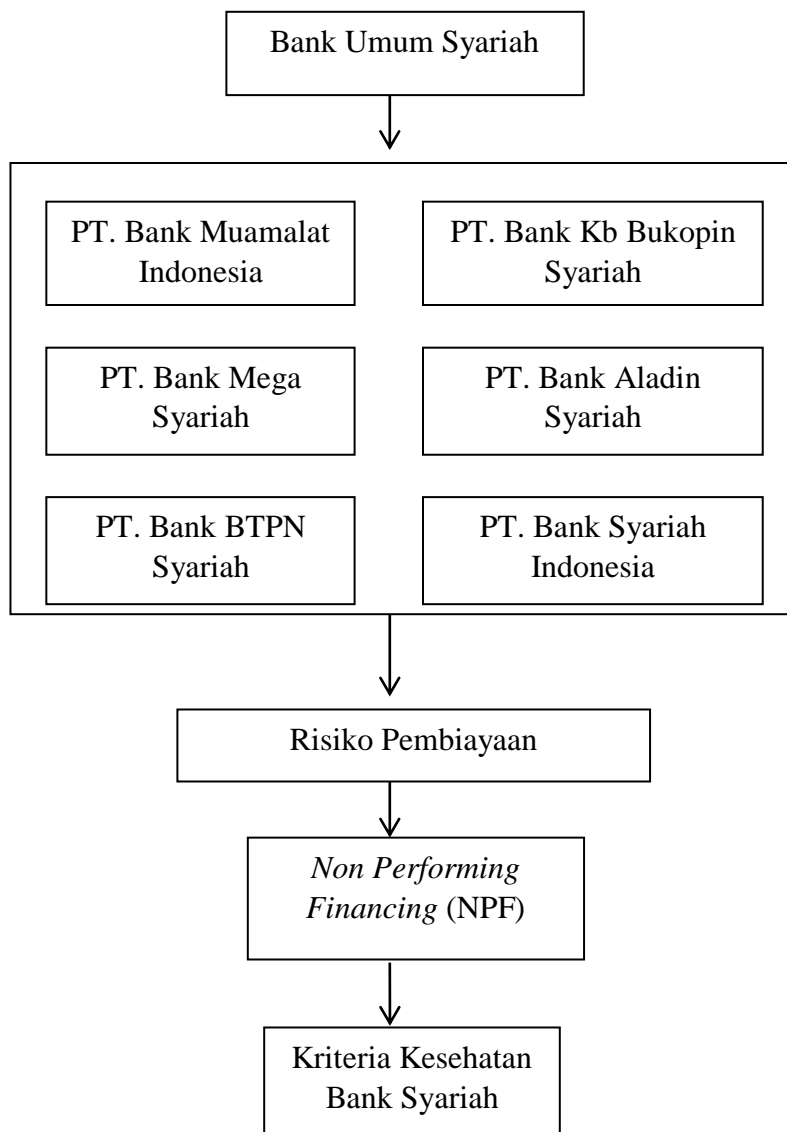 Bank Umum Syariah
PT. Bank Muamalat
Indonesia
PT. Bank Kb Bukopin
Syariah
PT. Bank Mega
Syariah
PT. Bank Aladin
Syariah
PT. Bank BTPN
Syariah
PT. Bank Syariah
Indonesia
Risiko Pembiayaan
Non Performing
Financing (NPF)
Kriteria Kesehatan
Bank Syariah